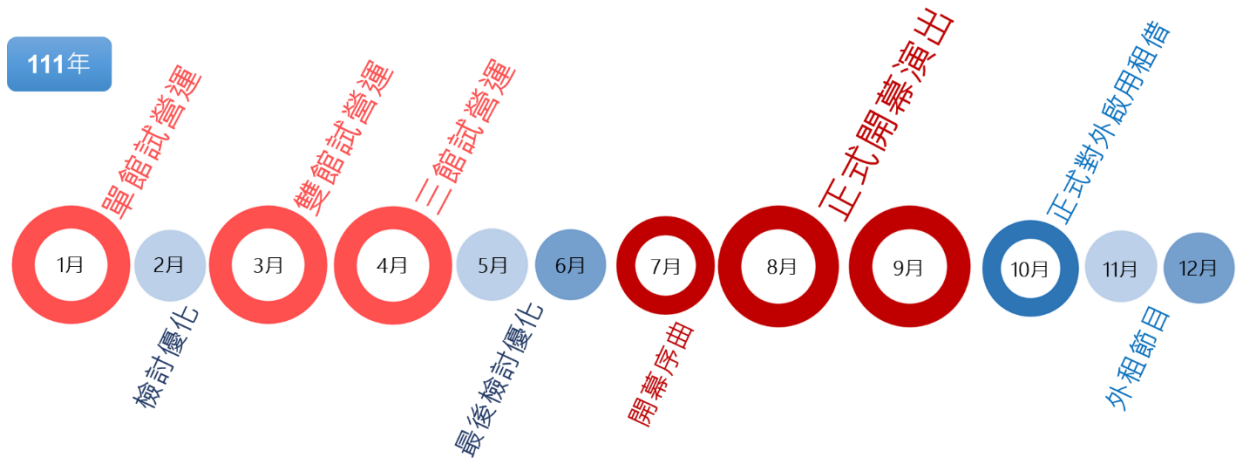 111年
單館試營運
雙館試營運
三館試營運
正式開幕演出
正式對外啟用租借
1月
2月
3月
4月
5月
6月
7月
8月
9月
10月
11月
12月
檢討優化
最後檢討優化
開幕序曲
外租節目